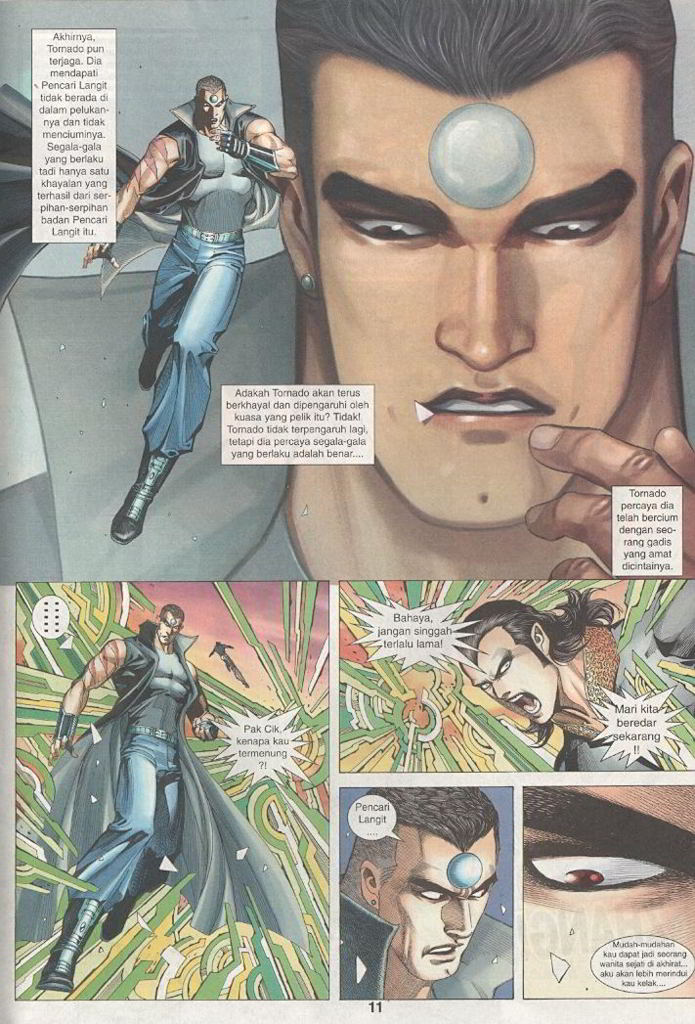 Akhirnya,
Tornado pun
terjaga. Dia
mendapati
Pencari Langit
tidak berada di
dalam pelukan-
nya dan tidak
menciuminya.
Segala-gala
yang berlaku
tadi hanya satu
khayalan yang
terhasil dari ser-
pihan-serpihan
badan Pencari
Langit itu.
Adakah Tornado akan terus
berkhayal dan dipengaruhi oleh
kuasa yang pelik itu? Tidak!
Tornado tidak terpengaruh lagi,
tetapi dia percaya segala-gala
yang berlaku adalah benar....
Tornado
percaya dia
telah bercium
dengan seo-
rang gadis
yang amat
dicintainya.
Pak Cik,
kenapa kau
termenung
?!
Bahaya,
jangan singgah
terlalu lama!
Mari kita
beredar
sekarang
!!
Pencari
Langit
....
Mudah-mudahan
kau dapat jadi seorang
wanita sejati di akhirat...
aku akan lebih merindui
kau kelak....
11